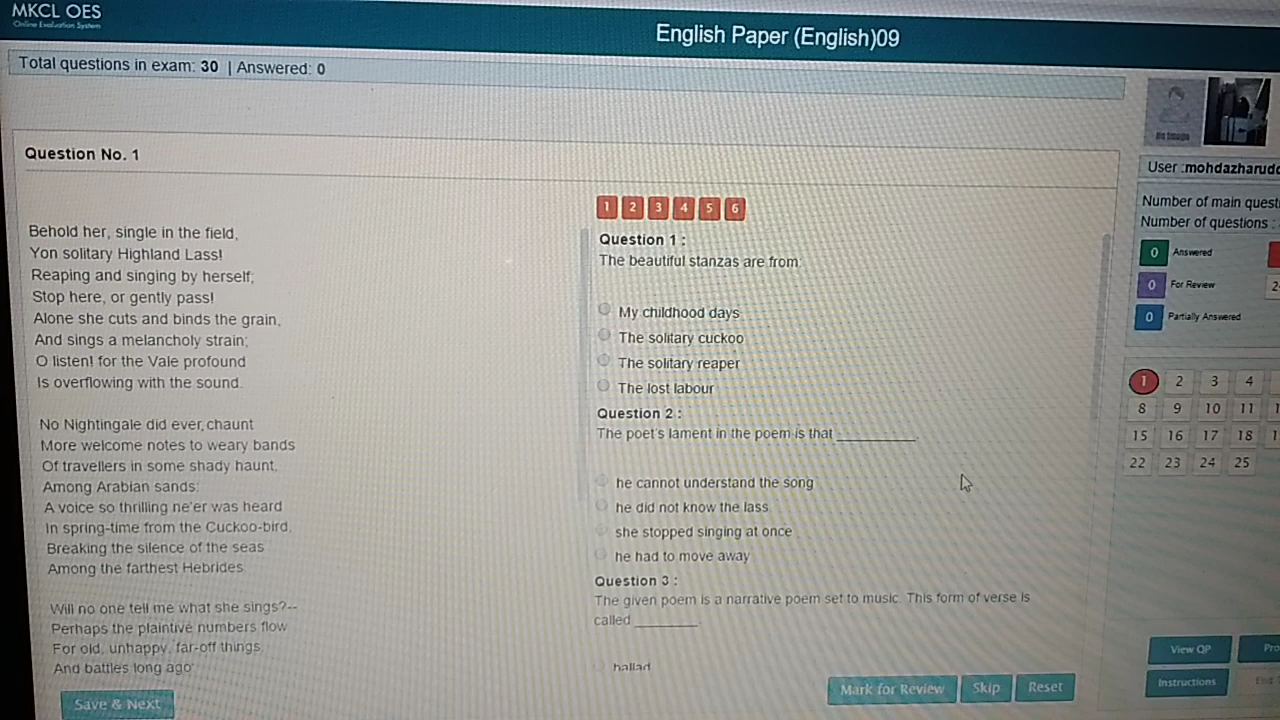 MKCL OES
Online Evaluation System
English Paper (English)09
Total questions in exam: 30 | Answered: 0
No Image
Question No. 1
User :mohdazharudd
Number of main quest
Number of questions :
0 Answered
0 For Review
0 Partially Answered
Behold her, single in the field,
Yon solitary Highland Lass!
Reaping and singing by herself;
Stop here, or gently pass!
Alone she cuts and binds the grain,
And sings a melancholy strain;
O listen! for the Vale profound
Is overflowing with the sound.
No Nightingale did ever chaunt
More welcome notes to weary bands
Of travellers in some shady haunt,
Among Arabian sands:
A voice so thrilling ne'er was heard
In spring-time from the Cuckoo-bird,
Breaking the silence of the seas
Among the farthest Hebrides.
Will no one tell me what she sings?--
Perhaps the plaintive numbers flow
For old, unhappy, far-off things,
And battles long ago
1 2 3 4 5 6
Question 1 :
The beautiful stanzas are from:
My childhood days
The solitary cuckoo
The solitary reaper
The lost labour
Question 2 :
The poet's lament in the poem is that __________.
he cannot understand the song
he did not know the lass
she stopped singing at once
he had to move away
Question 3 :
The given poem is a narrative poem set to music. This form of verse is
called ________.
ballad
1 2 3 4
8 9 10 11
15 16 17 18
22 23 24 25
Save & Next
Mark for Review
Skip
Reset
View QP
Pro
Instructions